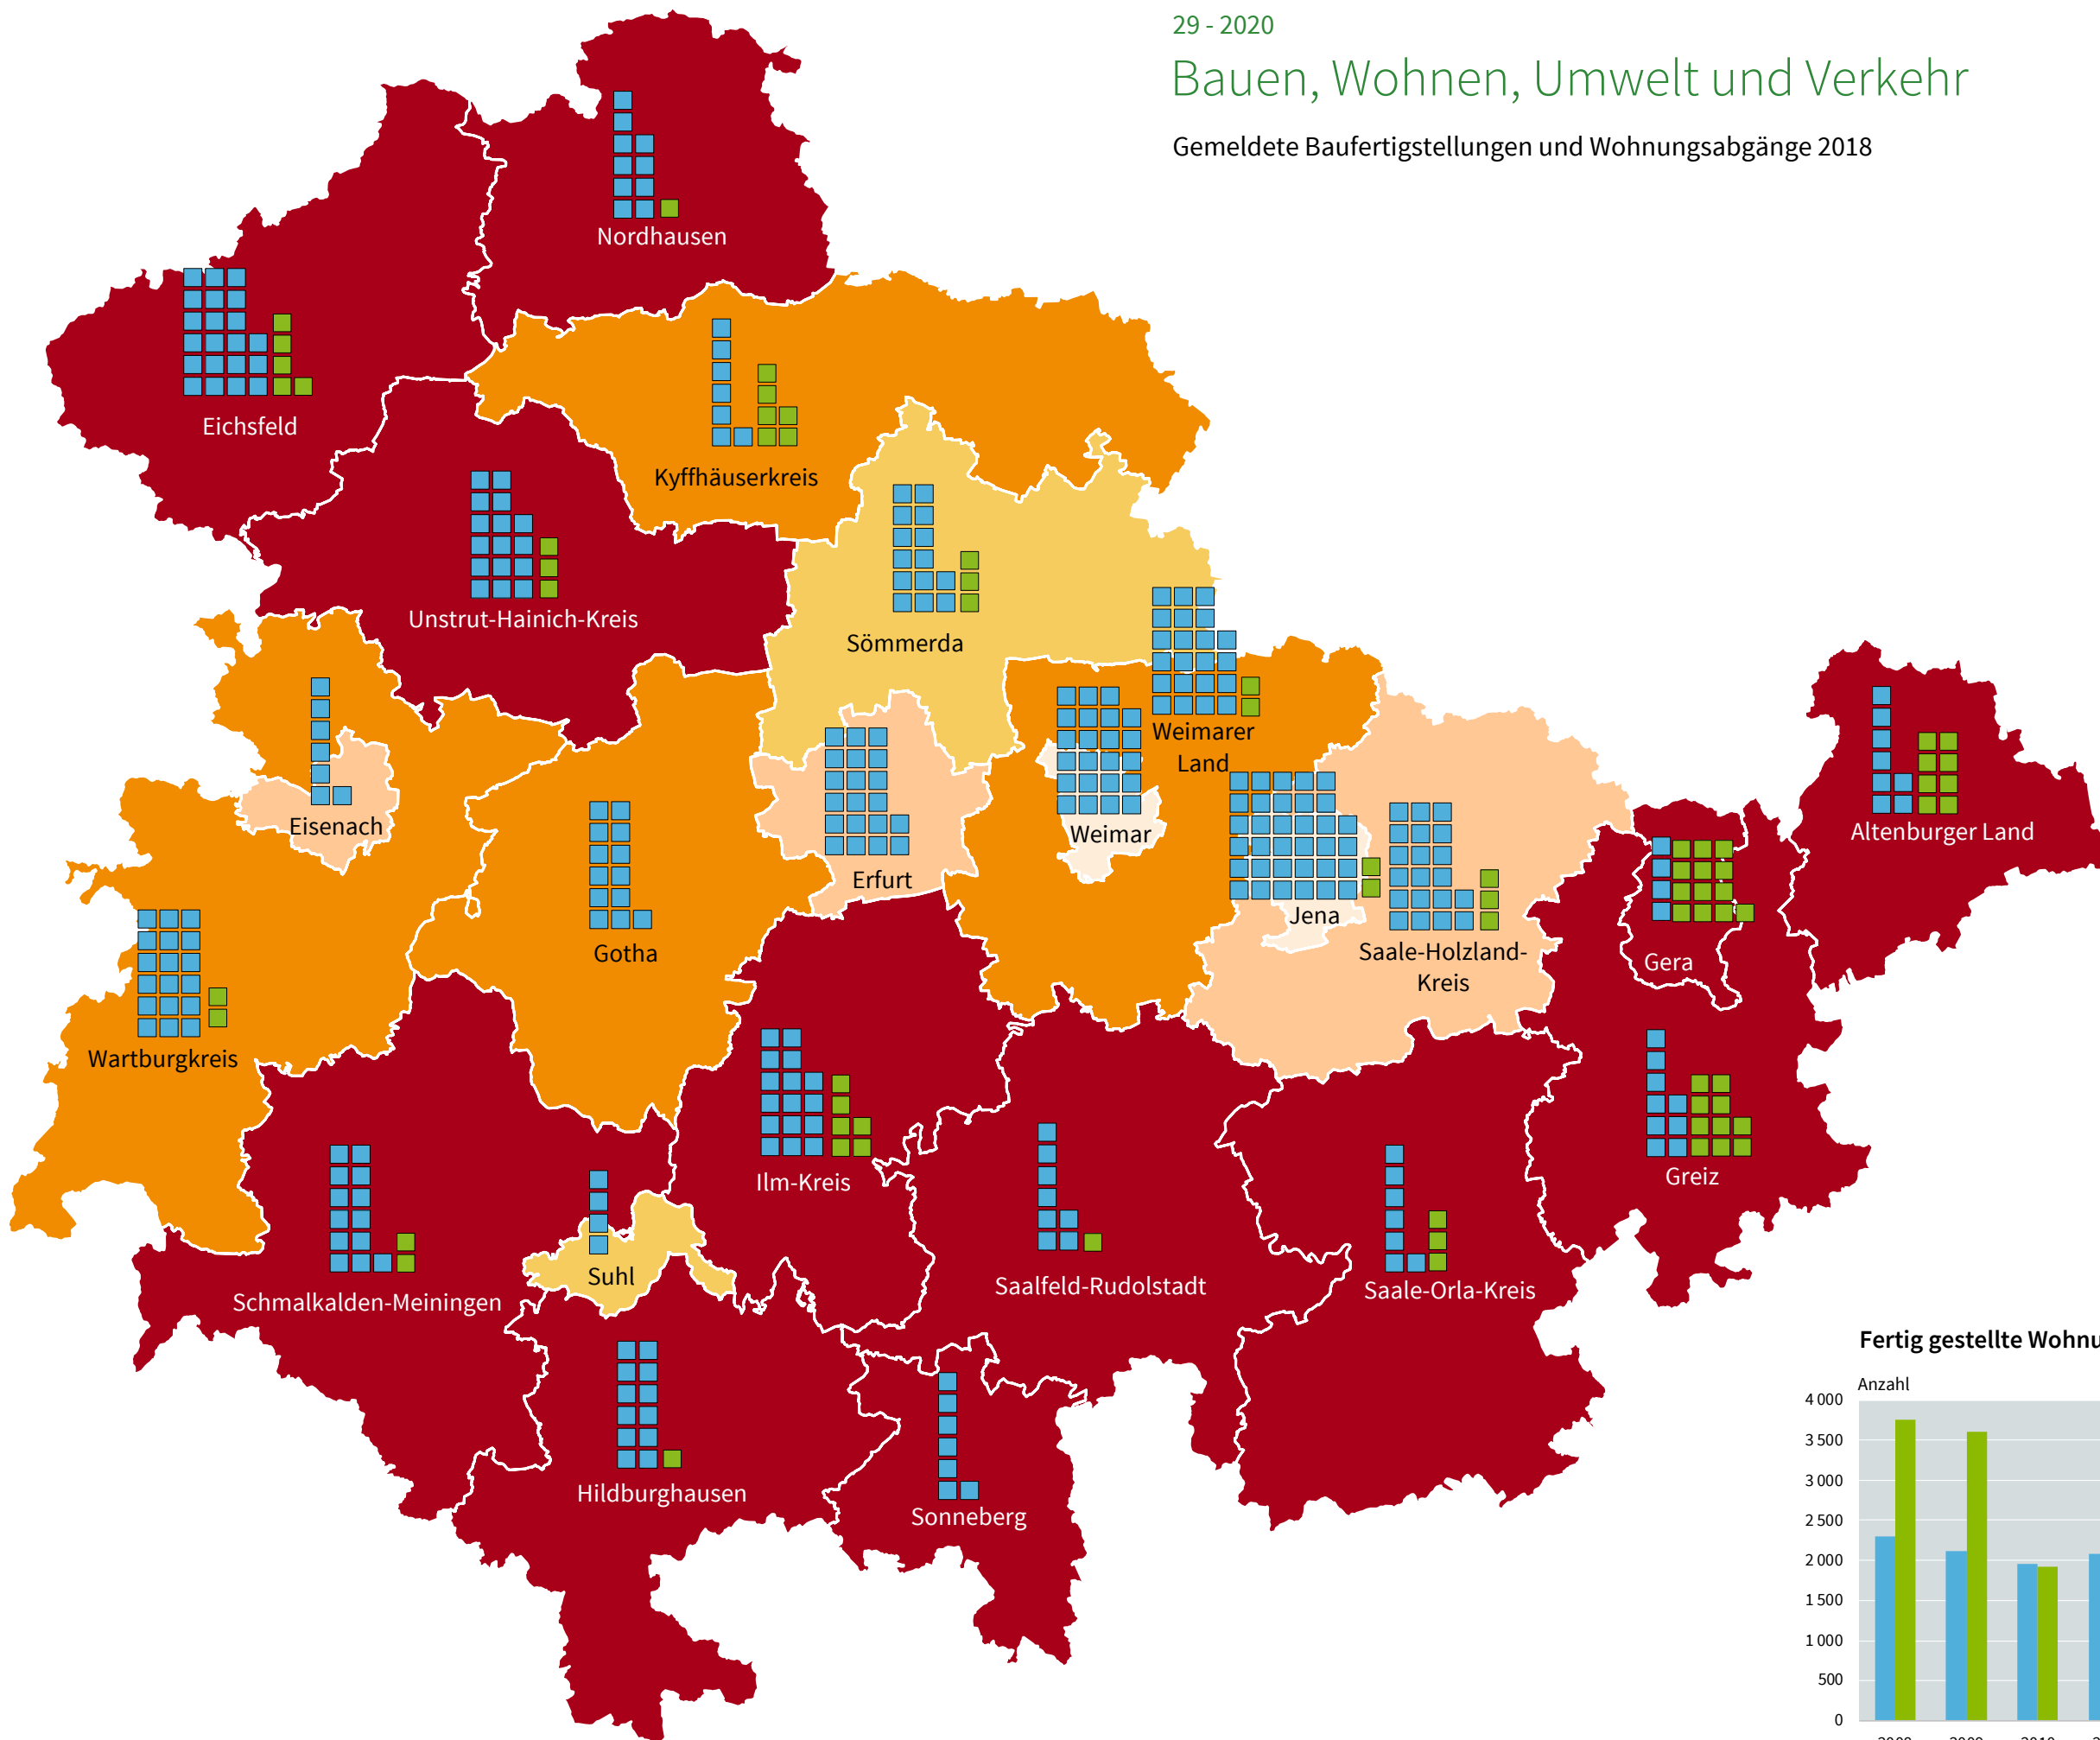 29 - 2020
Bauen, Wohnen, Umwelt und Verkehr
Gemeldete Baufertigstellungen und Wohnungsabgänge 2018
Nordhausen
Eichsfeld
Kyffhäuserkreis
Unstrut-Hainich-Kreis
Sömmerda
Weimarer
Land
Eisenach
Weimar
Altenburger Land
Erfurt
Jena
Gotha
Saale-Holzland-
Kreis
Gera
Wartburgkreis
Greiz
Ilm-Kreis
Suhl
Saalfeld-Rudolstadt
Saale-Orla-Kreis
Schmalkalden-Meiningen
Hildburghausen
Sonneberg
Fertig gestellte Wohnu
Anzahl
4 000
3 500
3 000
2 500
2 000
1 500
1 000
500
0